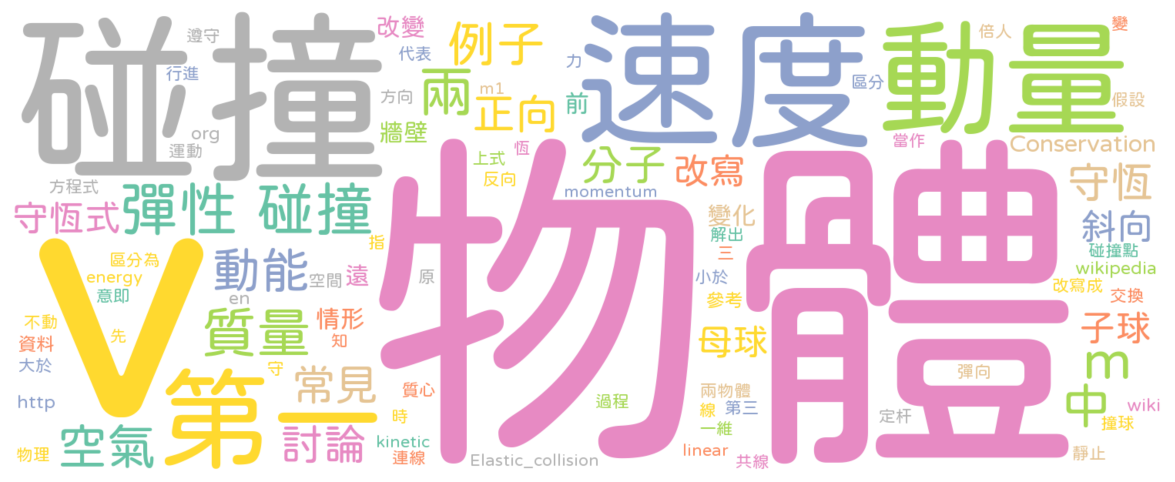 碰撞
遵守
行進
org
運動
改變
代表
方向
例子
兩
m1
正向
牆壁
前
力
速度
區分
動量
倍人
變
假設
當作
Conservation
方程式
守恆式
彈性 碰撞
上式
恆
反向
分子
momentum
改寫
守恆
斜向
碰撞點
wikipedia
改寫成
交換
物體
V
區分為
energy
意即
不動
先
資料
大於
http
物理
動能
en
空間
遠
指
原
質量
情形
知
守
第一
常見
時
質心
空氣
討論
kinetic
連線
Elastic_collision
過程
變化
解出
三
小於
參考
母球
兩物體
線
第三
一維
linear
共線
彈向
定杆
子球
m
中
wiki
撞球
靜止